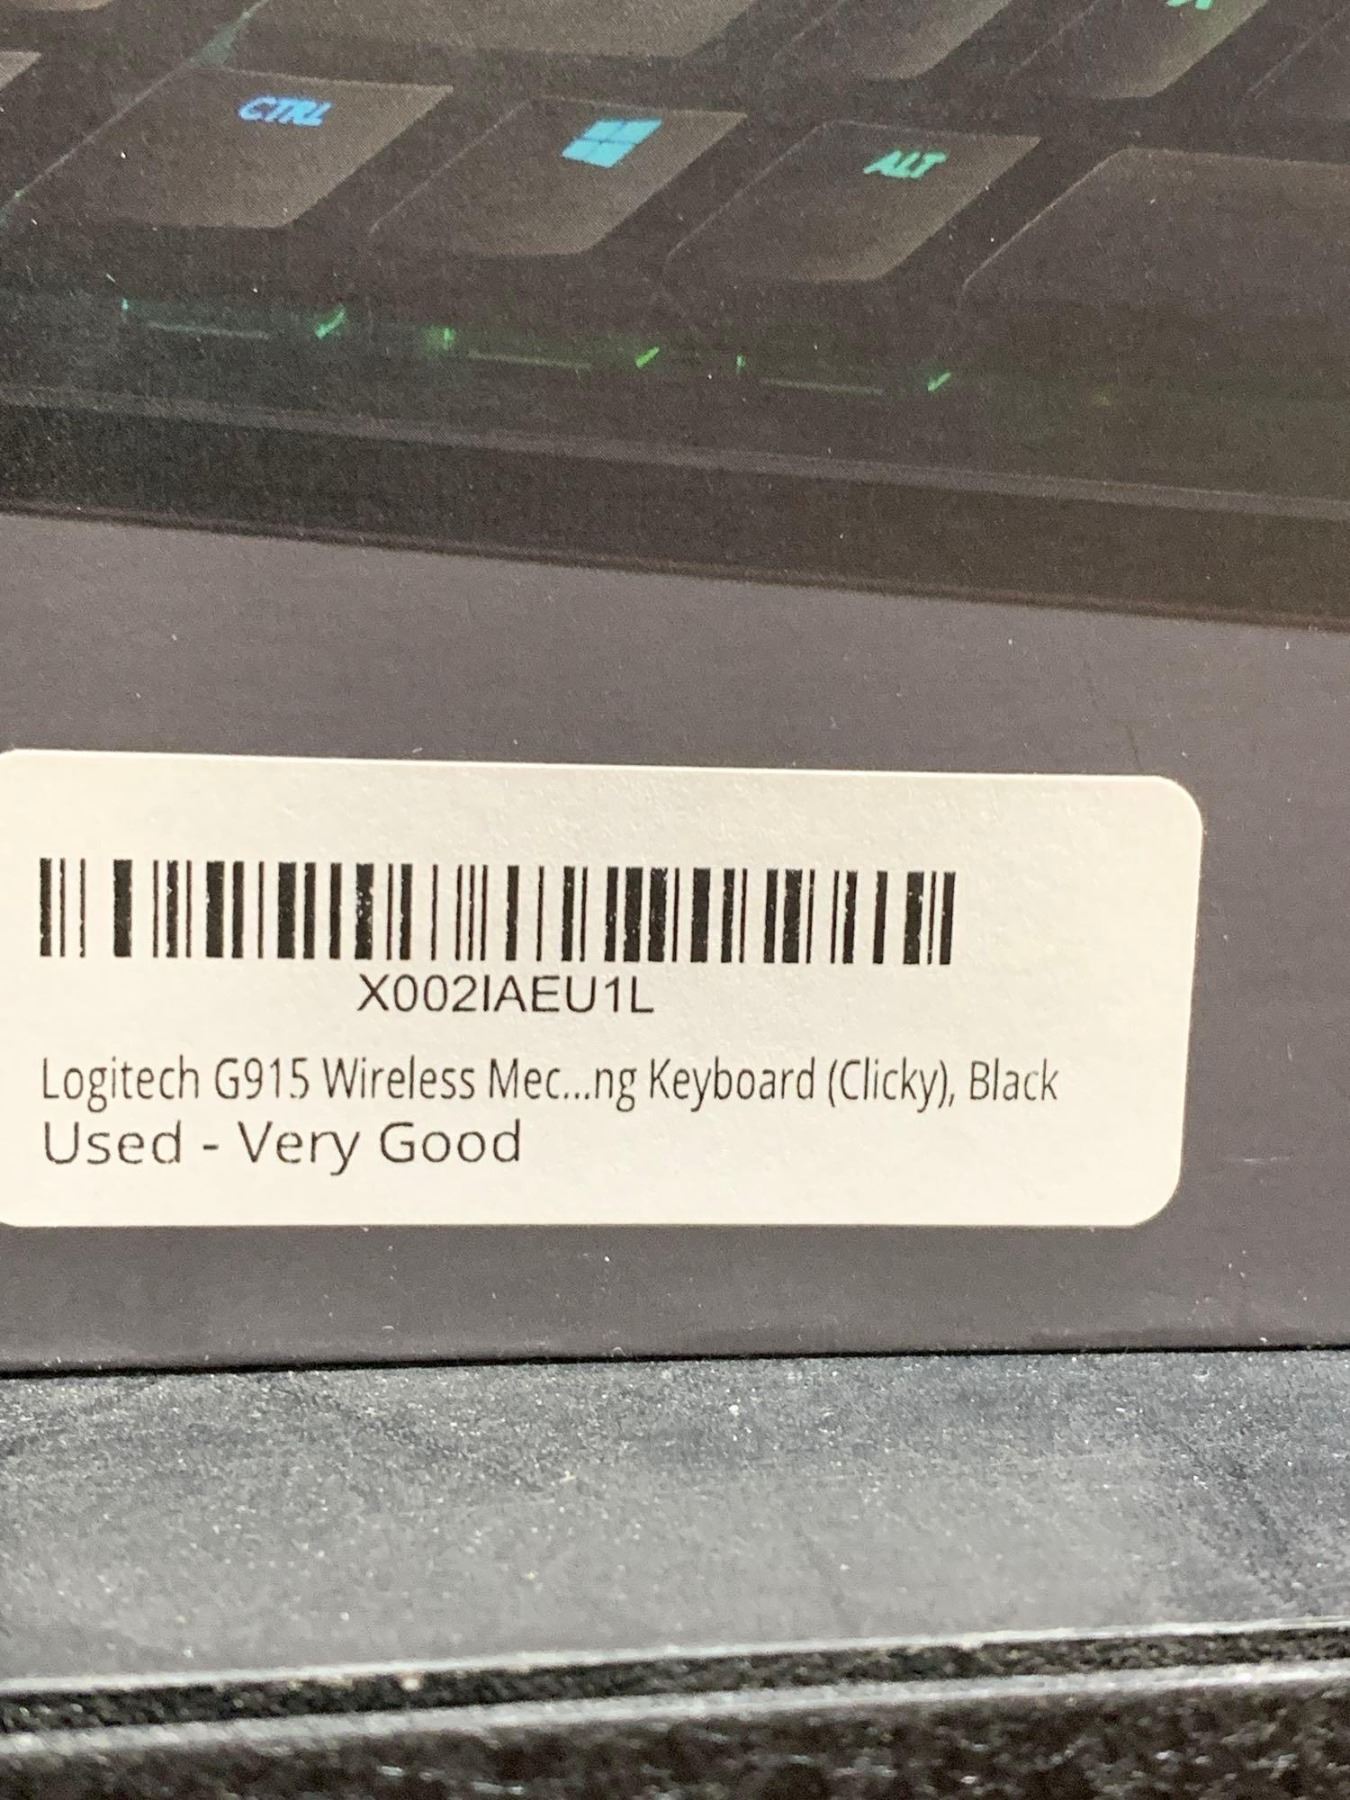 CTRL
ALT
X002IAEU1L
Logitech G915 Wireless Mec...ng Keyboard (Clicky), Black
Used - Very Good